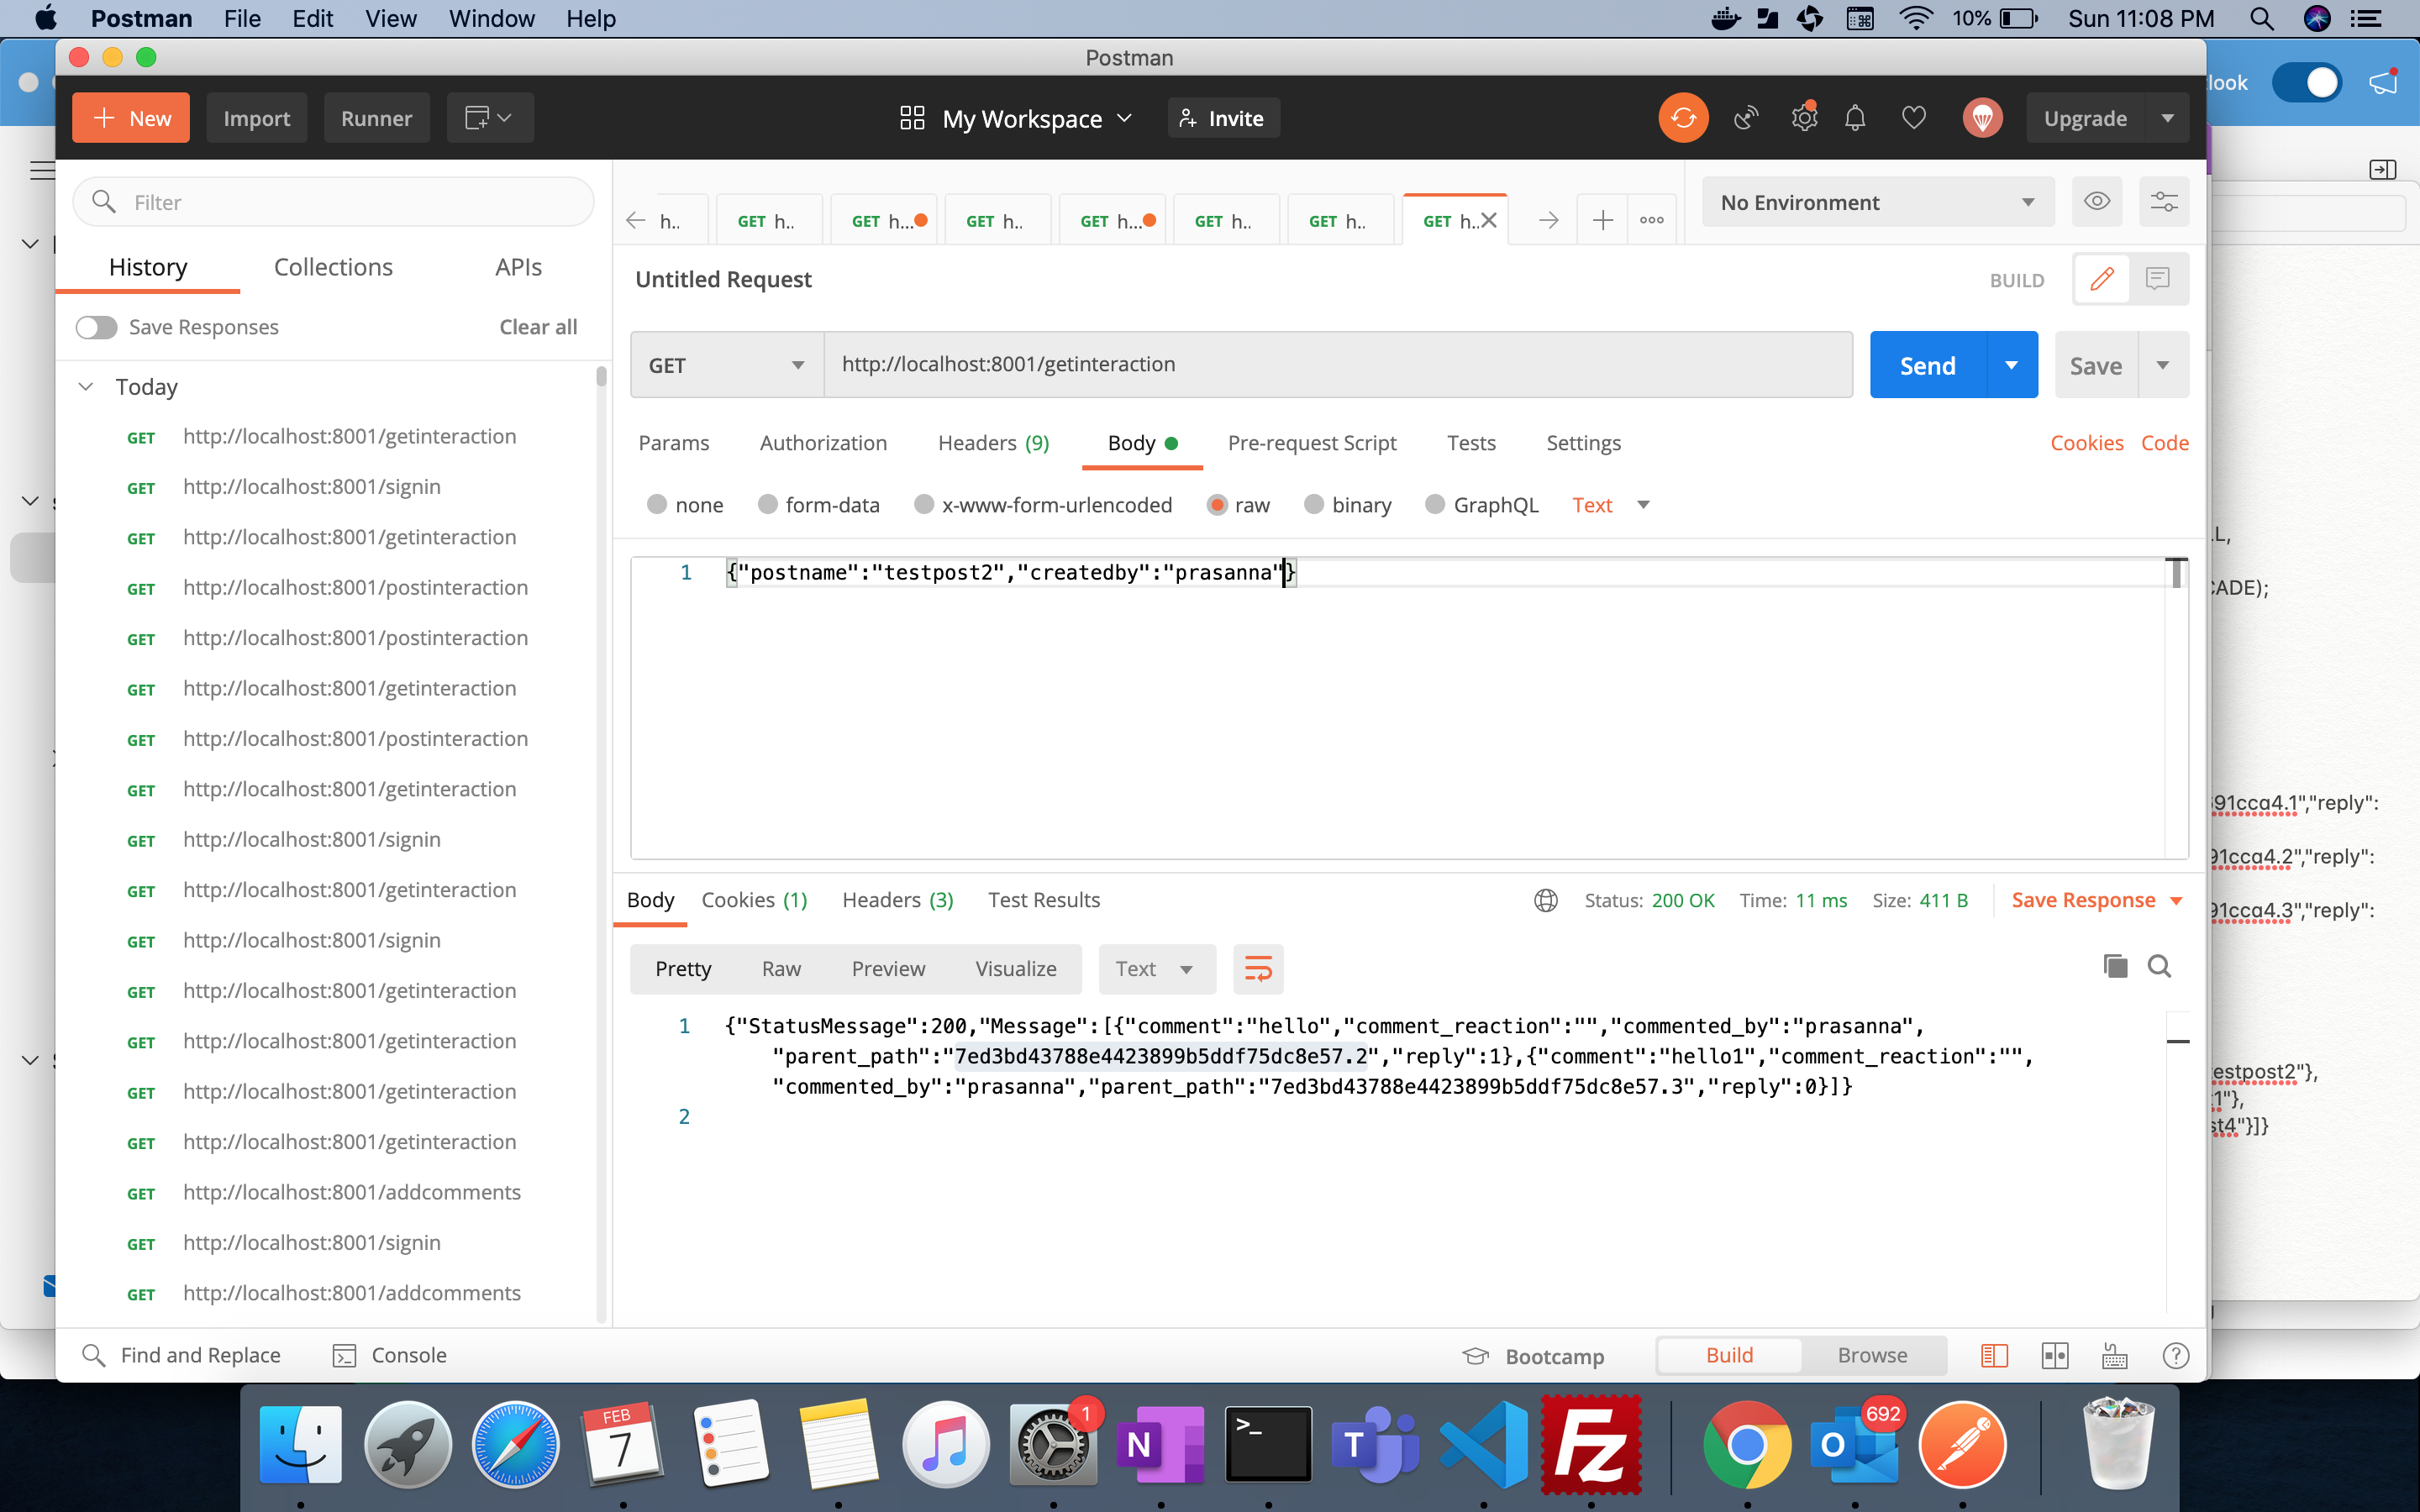 Postman File Edit View Window Help 10% Sun 11:08 PM
Postman
look
New Import Runner My Workspace Invite Upgrade
Filter
h.. GET h.. GET h... GET h.. GET h... GET h.. GET h.. GET h.. No Environment
History Collections APIs
Untitled Request BUILD
Save Responses Clear all
GET http://localhost:8001/getinteraction Send Save
Today
GET http://localhost:8001/getinteraction
GET http://localhost:8001/signin
GET http://localhost:8001/getinteraction
GET http://localhost:8001/postinteraction
GET http://localhost:8001/postinteraction
GET http://localhost:8001/getinteraction
GET http://localhost:8001/postinteraction
GET http://localhost:8001/getinteraction
GET http://localhost:8001/signin
GET http://localhost:8001/getinteraction
GET http://localhost:8001/signin
GET http://localhost:8001/getinteraction
GET http://localhost:8001/getinteraction
GET http://localhost:8001/getinteraction
GET http://localhost:8001/getinteraction
GET http://localhost:8001/addcomments
GET http://localhost:8001/signin
GET http://localhost:8001/addcomments
Params Authorization Headers (9) Body Pre-request Script Tests Settings Cookies Code
none form-data x-www-form-urlencoded raw binary GraphQL Text
1 {"postname":"testpost2","createdby":"prasanna"}
Body Cookies (1) Headers (3) Test Results Status: 200 OK Time: 11 ms Size: 411 B Save Response
Pretty Raw Preview Visualize Text
1 {"StatusMessage":200,"Message":[{"comment":"hello","comment_reaction":"","commented_by":"prasanna",
"parent_path":"7ed3bd43788e4423899b5ddf75dc8e57.2","reply":1},{"comment":"hello1","comment_reaction":"",
"commented_by":"prasanna","parent_path":"7ed3bd43788e4423899b5ddf75dc8e57.3","reply":0}]}
2
L,
CADE);
91cca4.1","reply":
91cca4.2","reply":
91cca4.3","reply":
estpost2"},
1"},
st4"}]}
Find and Replace Console Bootcamp Build Browse
FEB
7
1
N
>_
T
Fz
O
692